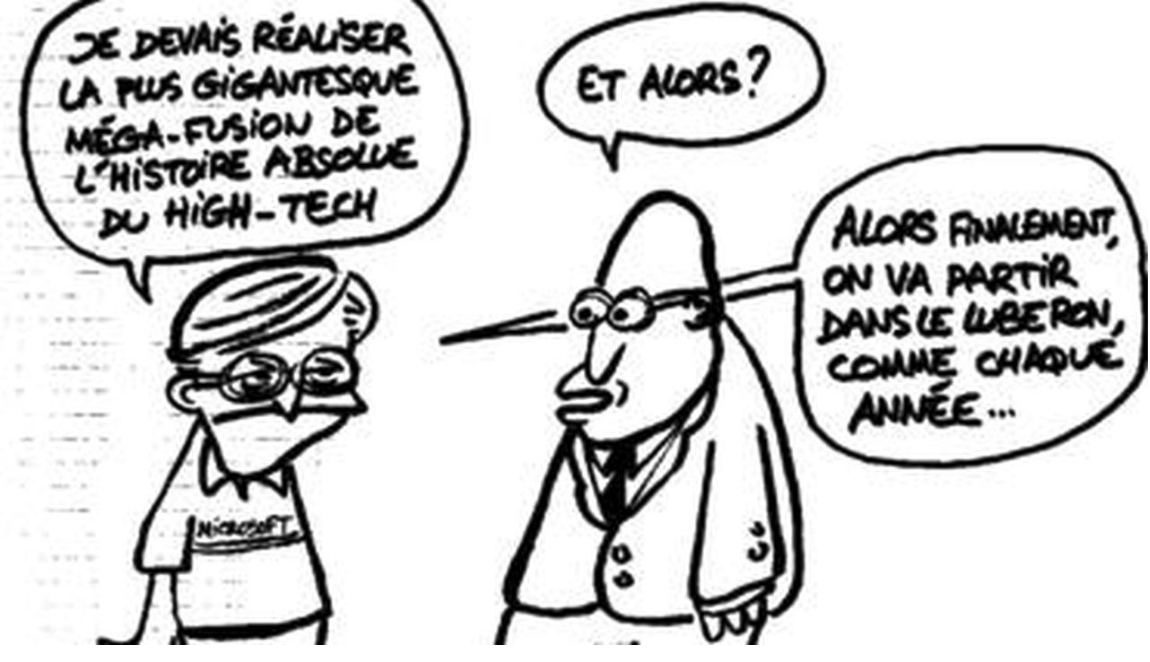 JE DEVAIS RÉALISER
LA PLUS GIGANTESQUE
MÉGA-FUSION DE
L'HISTOIRE ABSOLUE
DU HIGH-TECH
ET ALORS?
ALORS FINALEMENT,
ON VA PARTIR
DANS LE LUBERON,
COMME CHAQUE
ANNÉE...
MICROSOFT